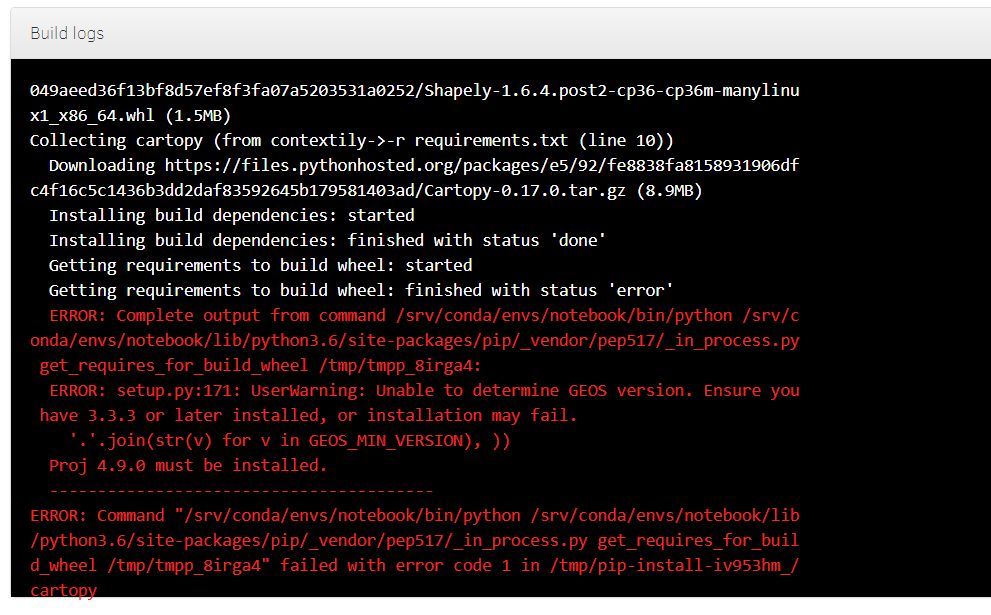 Build logs
049aeed36f13bf8d57ef8f3fa07a5203531a0252/Shapely-1.6.4.post2-cp36-cp36m-manylinu
x1_x86_64.whl (1.5MB)
Collecting cartopy (from contextily->-r requirements.txt (line 10))
  Downloading https://files.pythonhosted.org/packages/e5/92/fe8838fa8158931906df
c4f16c5c1436b3dd2daf83592645b179581403ad/Cartopy-0.17.0.tar.gz (8.9MB)
  Installing build dependencies: started
  Installing build dependencies: finished with status 'done'
  Getting requirements to build wheel: started
  Getting requirements to build wheel: finished with status 'error'
  ERROR: Complete output from command /srv/conda/envs/notebook/bin/python /srv/c
onda/envs/notebook/lib/python3.6/site-packages/pip/_vendor/pep517/_in_process.py
 get_requires_for_build_wheel /tmp/tmpp_8irga4:
  ERROR: setup.py:171: UserWarning: Unable to determine GEOS version. Ensure you
 have 3.3.3 or later installed, or installation may fail.
    '.'.join(str(v) for v in GEOS_MIN_VERSION), ))
  Proj 4.9.0 must be installed.
  ----------------------------------------
ERROR: Command "/srv/conda/envs/notebook/bin/python /srv/conda/envs/notebook/lib
/python3.6/site-packages/pip/_vendor/pep517/_in_process.py get_requires_for_buil
d_wheel /tmp/tmpp_8irga4" failed with error code 1 in /tmp/pip-install-iv953hm_/
cartopy